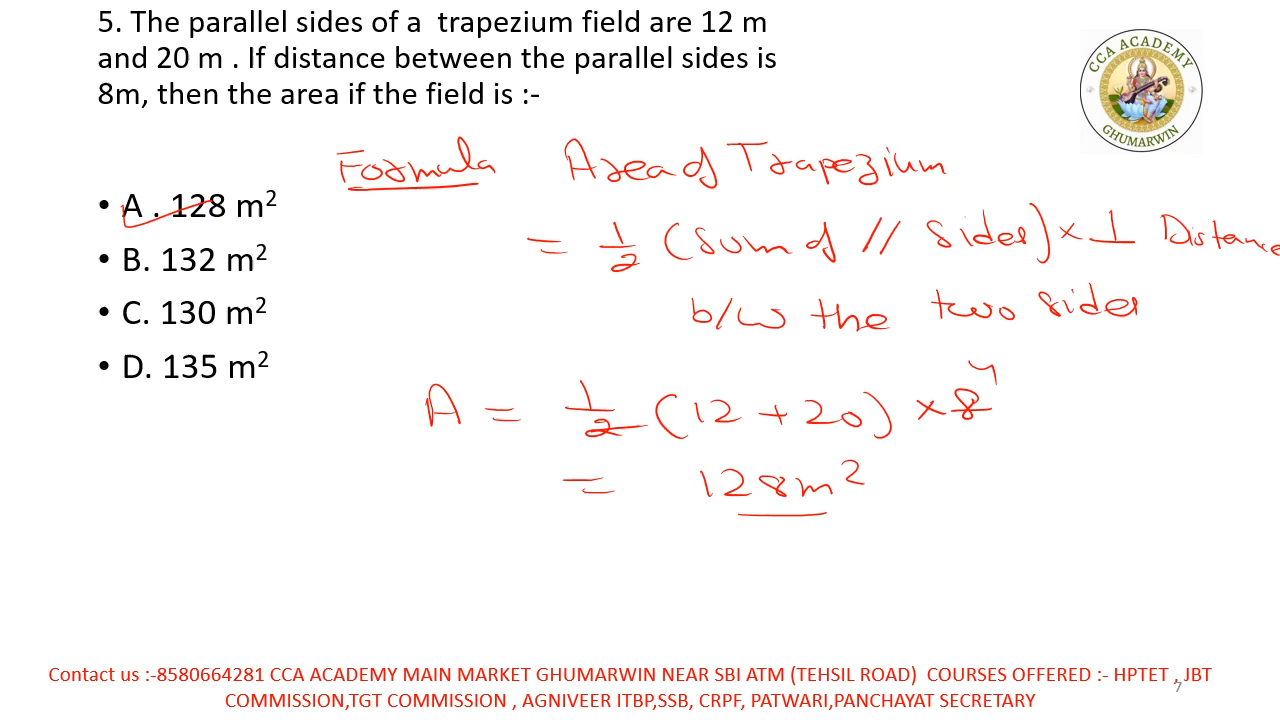 5. The parallel sides of a trapezium field are 12 m
and 20 m . If distance between the parallel sides is
8m, then the area if the field is :-
CCA ACADEMY
GHUMARWIN
Formula Area of Trapezium
• A . 128 m²
= 1/2 (Sum of // sides) × ⊥ Distance
• B. 132 m²
b/w the two sides
• C. 130 m²
• D. 135 m²
A = 1/2 (12 + 20) × 8 4
= 128m²
Contact us :-8580664281 CCA ACADEMY MAIN MARKET GHUMARWIN NEAR SBI ATM (TEHSIL ROAD) COURSES OFFERED :- HPTET , JBT
COMMISSION,TGT COMMISSION , AGNIVEER ITBP,SSB, CRPF, PATWARI,PANCHAYAT SECRETARY
7